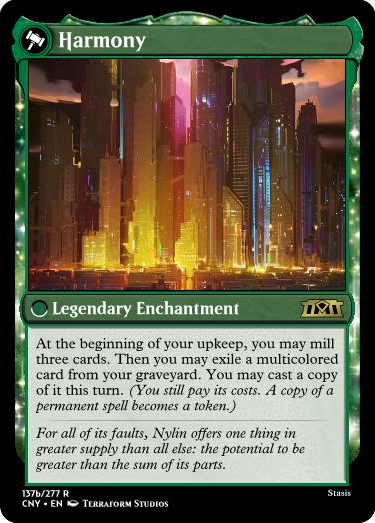 Harmony
Legendary Enchantment
At the beginning of your upkeep, you may mill
three cards. Then you may exile a multicolored
card from your graveyard. You may cast a copy
of it this turn. (You still pay its costs. A copy of a
permanent spell becomes a token.)
For all of its faults, Nylin offers one thing in
greater supply than all else: the potential to be
greater than the sum of its parts.
137b/277 R
Stasis
CNY • EN Terraform Studios